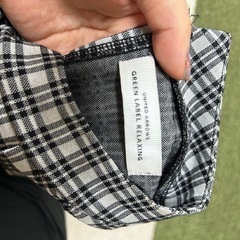 UNITED ARROWS
GREEN LABEL RELAXING